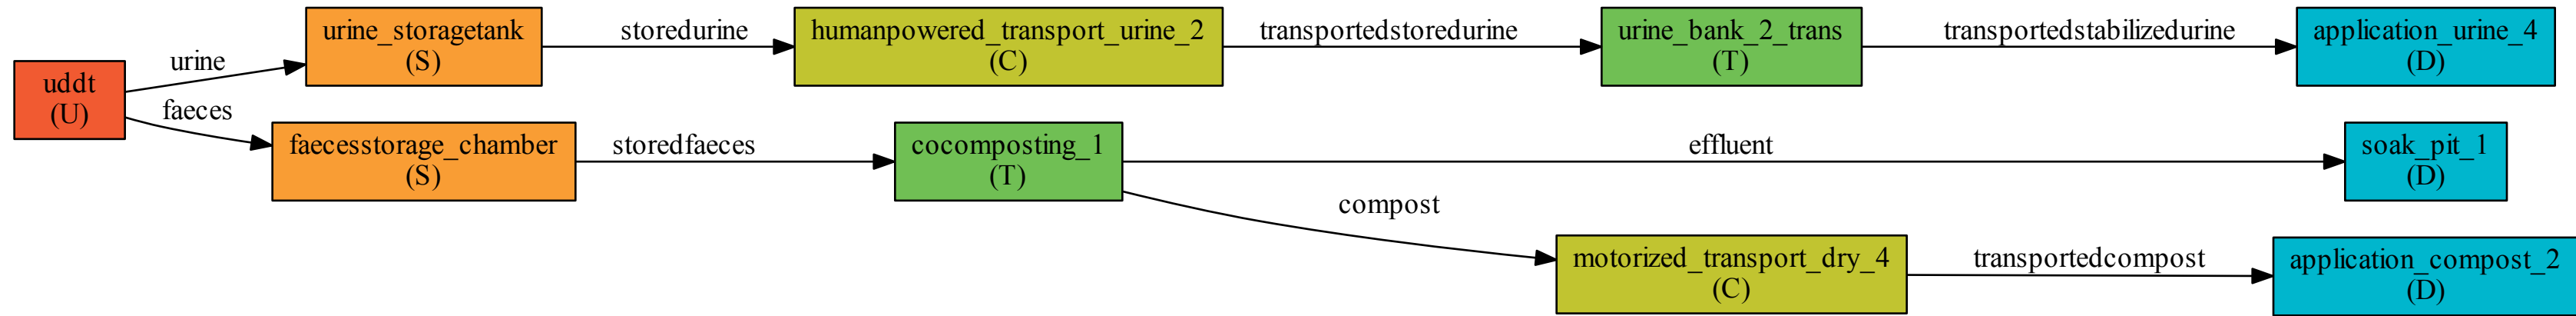 urine_storagetank
(S)
storedurine
humanpowered_transport_urine_2
(C)
transportedstoredurine
urine_bank_2_trans
(T)
transportedstabilizedurine
application_urine_4
(D)
uddt
(U)
urine
faeces
faecesstorage_chamber
(S)
storedfaeces
cocomposting_1
(T)
effluent
soak_pit_1
(D)
compost
motorized_transport_dry_4
(C)
transportedcompost
application_compost_2
(D)